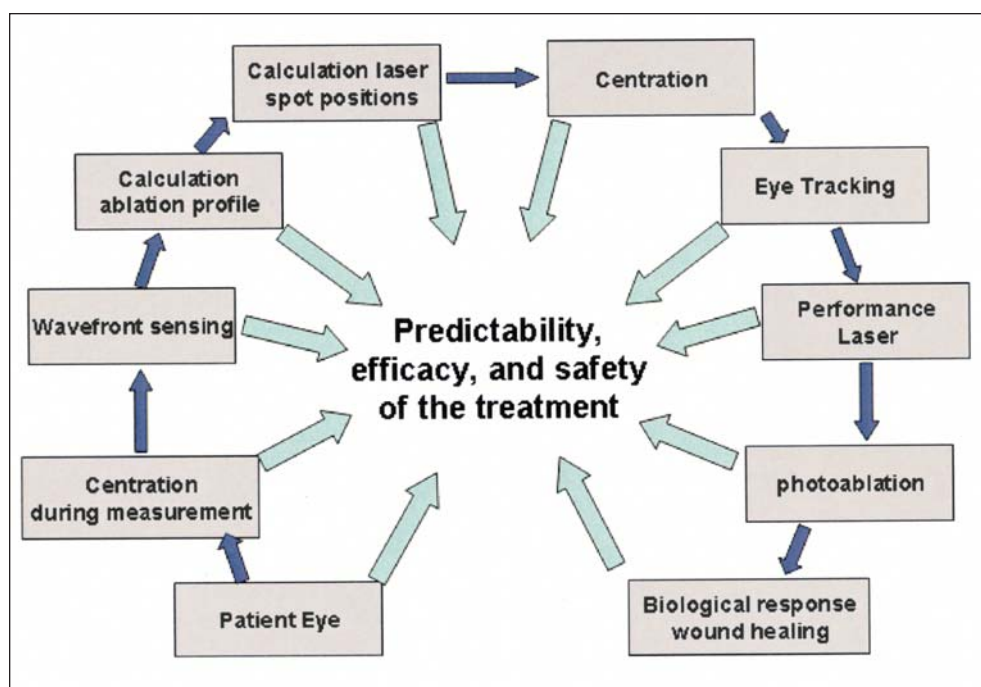 Calculation laser
spot positions
Centration
Calculation
ablation profile
Eye Tracking
Wavefront sensing
Predictability,
efficacy, and safety
of the treatment
Performance
Laser
Centration
during measurement
photoablation
Patient Eye
Biological response
wound healing